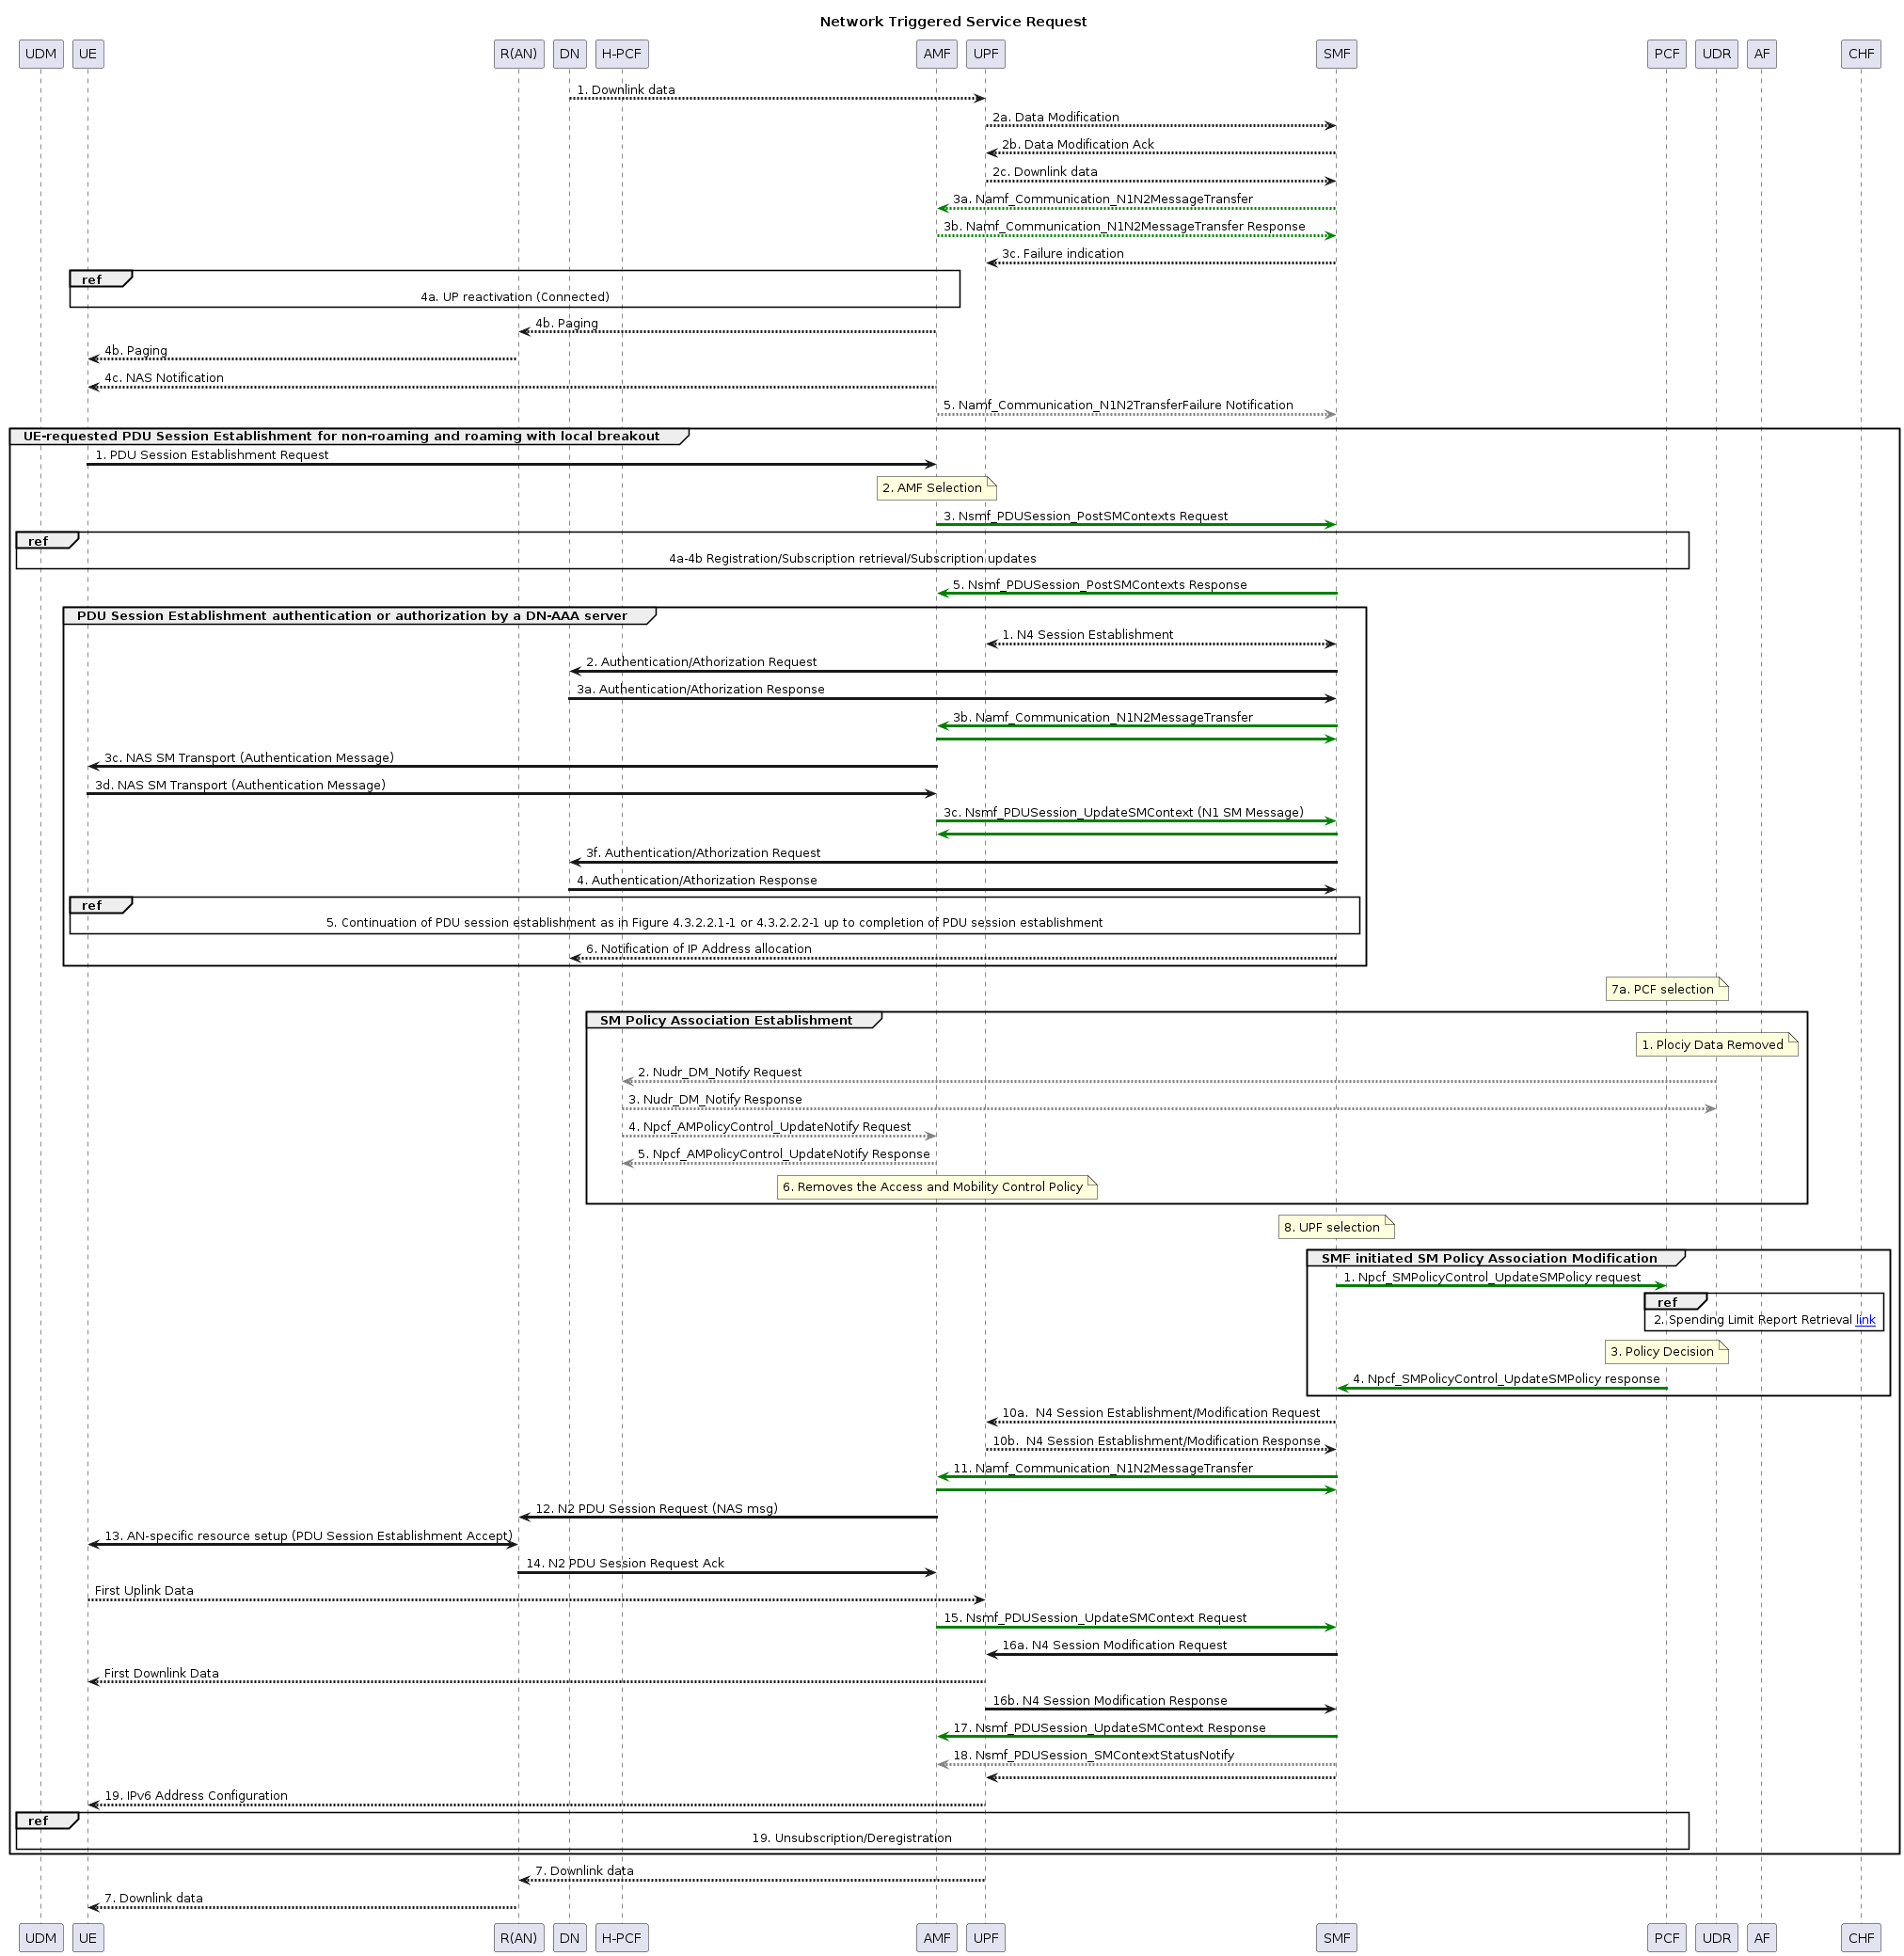 Network Triggered Service Request
UDM UE R(AN) DN H-PCF AMF UPF SMF PCF UDR AF CHF
1. Downlink data
2a. Data Modification
2b. Data Modification Ack
2c. Downlink data
3a. Namf_Communication_N1N2MessageTransfer
3b. Namf_Communication_N1N2MessageTransfer Response
3c. Failure indication
ref
4a. UP reactivation (Connected)
4b. Paging
4b. Paging
4c. NAS Notification
5. Namf_Communication_N1N2TransferFailure Notification
UE-requested PDU Session Establishment for non-roaming and roaming with local breakout
1. PDU Session Establishment Request
2. AMF Selection
3. Nsmf_PDUSession_PostSMContexts Request
ref
4a-4b Registration/Subscription retrieval/Subscription updates
5. Nsmf_PDUSession_PostSMContexts Response
PDU Session Establishment authentication or authorization by a DN-AAA server
1. N4 Session Establishment
2. Authentication/Athorization Request
3a. Authentication/Athorization Response
3b. Namf_Communication_N1N2MessageTransfer
3c. NAS SM Transport (Authentication Message)
3d. NAS SM Transport (Authentication Message)
3c. Nsmf_PDUSession_UpdateSMContext (N1 SM Message)
3f. Authentication/Athorization Request
4. Authentication/Athorization Response
ref
5. Continuation of PDU session establishment as in Figure 4.3.2.2.1-1 or 4.3.2.2.2-1 up to completion of PDU session establishment
6. Notification of IP Address allocation
7a. PCF selection
SM Policy Association Establishment
1. Plociy Data Removed
2. Nudr_DM_Notify Request
3. Nudr_DM_Notify Response
4. Npcf_AMPolicyControl_UpdateNotify Request
5. Npcf_AMPolicyControl_UpdateNotify Response
6. Removes the Access and Mobility Control Policy
8. UPF selection
SMF initiated SM Policy Association Modification
1. Npcf_SMPolicyControl_UpdateSMPolicy request
ref
2. Spending Limit Report Retrieval link
3. Policy Decision
4. Npcf_SMPolicyControl_UpdateSMPolicy response
10a. N4 Session Establishment/Modification Request
10b. N4 Session Establishment/Modification Response
11. Namf_Communication_N1N2MessageTransfer
12. N2 PDU Session Request (NAS msg)
13. AN-specific resource setup (PDU Session Establishment Accept)
14. N2 PDU Session Request Ack
First Uplink Data
15. Nsmf_PDUSession_UpdateSMContext Request
16a. N4 Session Modification Request
First Downlink Data
16b. N4 Session Modification Response
17. Nsmf_PDUSession_UpdateSMContext Response
18. Nsmf_PDUSession_SMContextStatusNotify
19. IPv6 Address Configuration
ref
19. Unsubscription/Deregistration
7. Downlink data
7. Downlink data
UDM UE R(AN) DN H-PCF AMF UPF SMF PCF UDR AF CHF